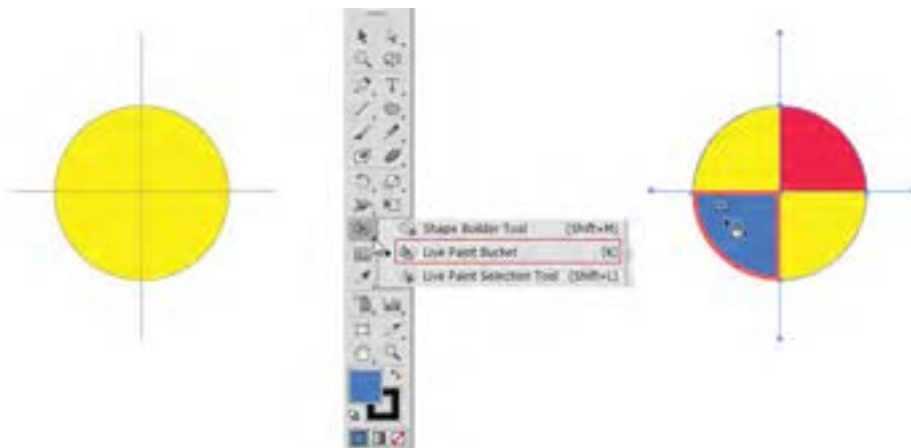 Shape Builder Tool (Shift+M)
Live Paint Bucket (K)
Live Paint Selection Tool (Shift+L)